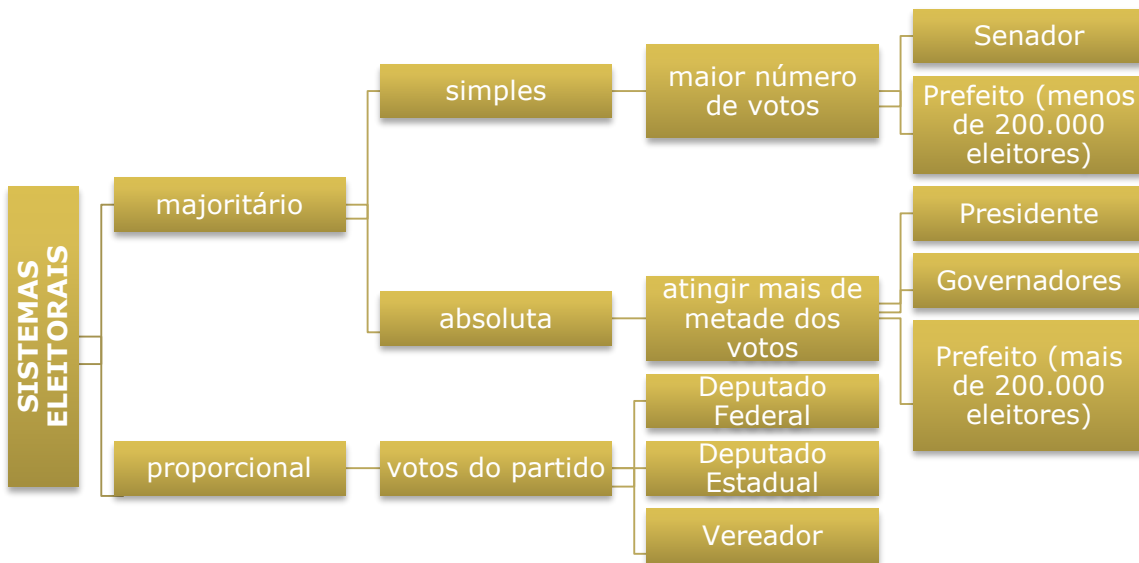 SISTEMAS
ELEITORAIS
majoritário
simples
maior número
de votos
Senador
Prefeito (menos
de 200.000
eleitores)
absoluta
atingir mais de
metade dos
votos
Presidente
Governadores
Prefeito (mais
de 200.000
eleitores)
proporcional
votos do partido
Deputado
Federal
Deputado
Estadual
Vereador